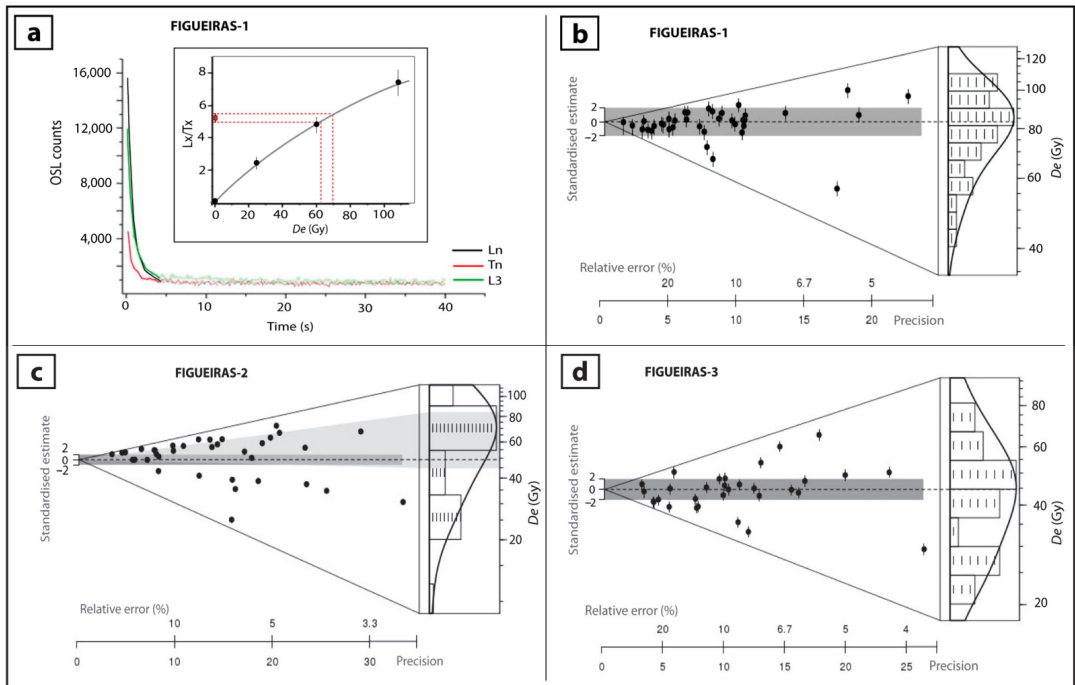 a
FIGUEIRAS-1
OSL counts
16,000
12,000
8,000
4,000
Lx/Tx
8
6
4
2
0 20 40 60 80 100
De (Gy)
Ln
Tn
L3
0 10 20 30 40
Time (s)
b
FIGUEIRAS-1
Standardised estimate
2
0
−2
120
100
80
60
40
De (Gy)
Relative error (%)
20 10 6.7 5
0 5 10 15 20 Precision
c
FIGUEIRAS-2
Standardised estimate
2
0
−2
100
80
60
40
20
De (Gy)
Relative error (%)
10 5 3.3
0 10 20 30 Precision
d
FIGUEIRAS-3
Standardised estimate
2
0
−2
80
60
40
20
De (Gy)
Relative error (%)
20 10 6.7 5 4
0 5 10 15 20 25 Precision